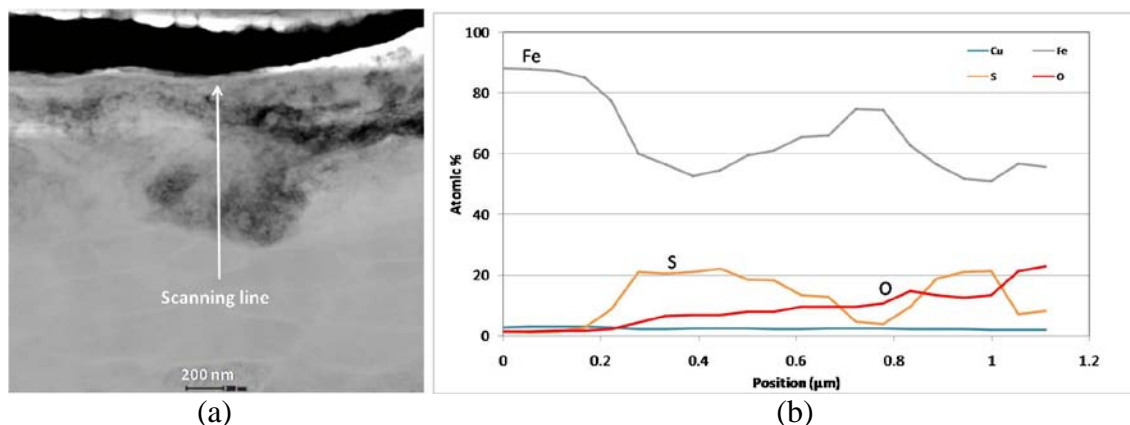 Scanning line
200 nm
(a)
100
80
60
40
20
0
Atomic %
Fe
S
O
Cu
Fe
S
O
0
0.2
0.4
0.6
0.8
1
1.2
Position (µm)
(b)